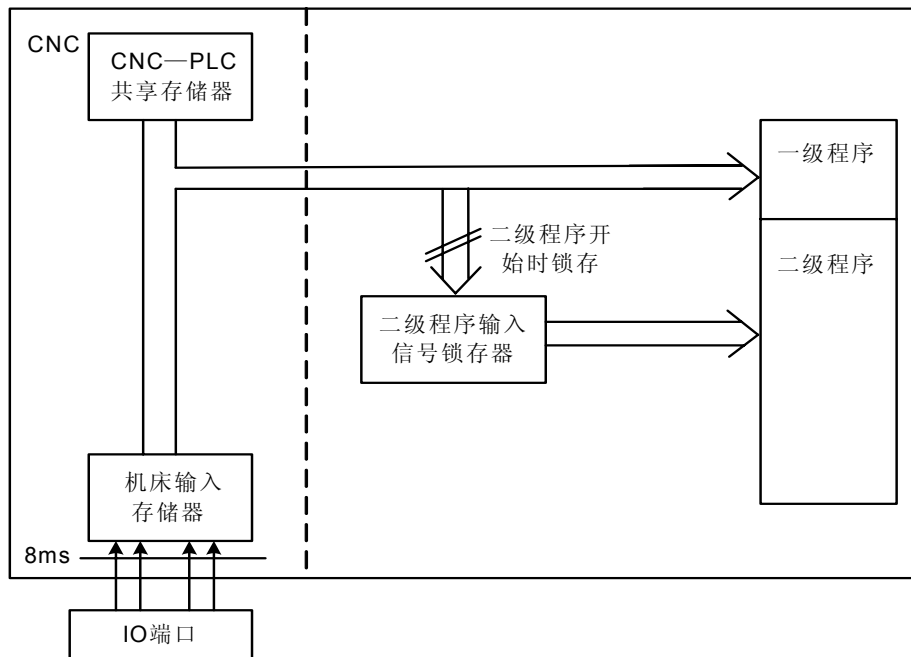 CNC
CNC—PLC
共享存储器
一级程序
二级程序开
始时锁存
二级程序
二级程序输入
信号锁存器
机床输入
存储器
8ms
IO端口